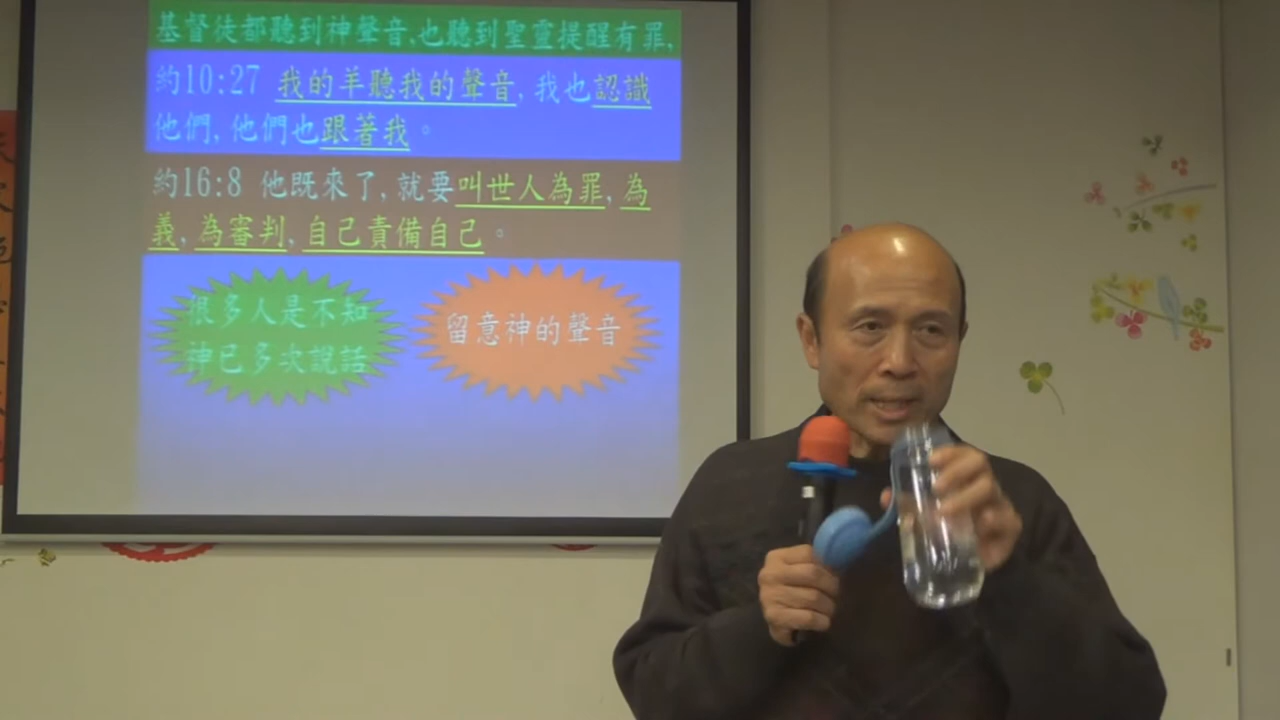 基督徒都聽到神聲音,也聽到聖靈提醒有罪,
約10:27 我的羊聽我的聲音, 我也認識
他們, 他們也跟著我。
約16:8 他既來了, 就要叫世人為罪, 為
義, 為審判, 自己責備自己。
很多人是不知
神已多次說話
留意神的聲音